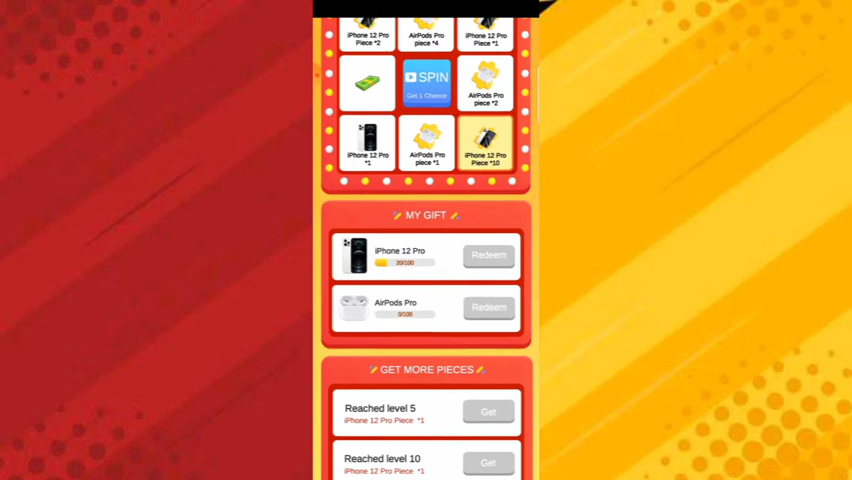 iPhone 12 Pro
Piece *2
AirPods Pro
piece *4
iPhone 12 Pro
Piece *1
SPIN
Get 1 Chance
AirPods Pro
piece *2
iPhone 12 Pro
*1
AirPods Pro
piece *1
iPhone 12 Pro
Piece *10
MY GIFT
iPhone 12 Pro
20/100
Redeem
AirPods Pro
0/100
Redeem
GET MORE PIECES
Reached level 5
iPhone 12 Pro Piece *1
Get
Reached level 10
iPhone 12 Pro Piece *1
Get